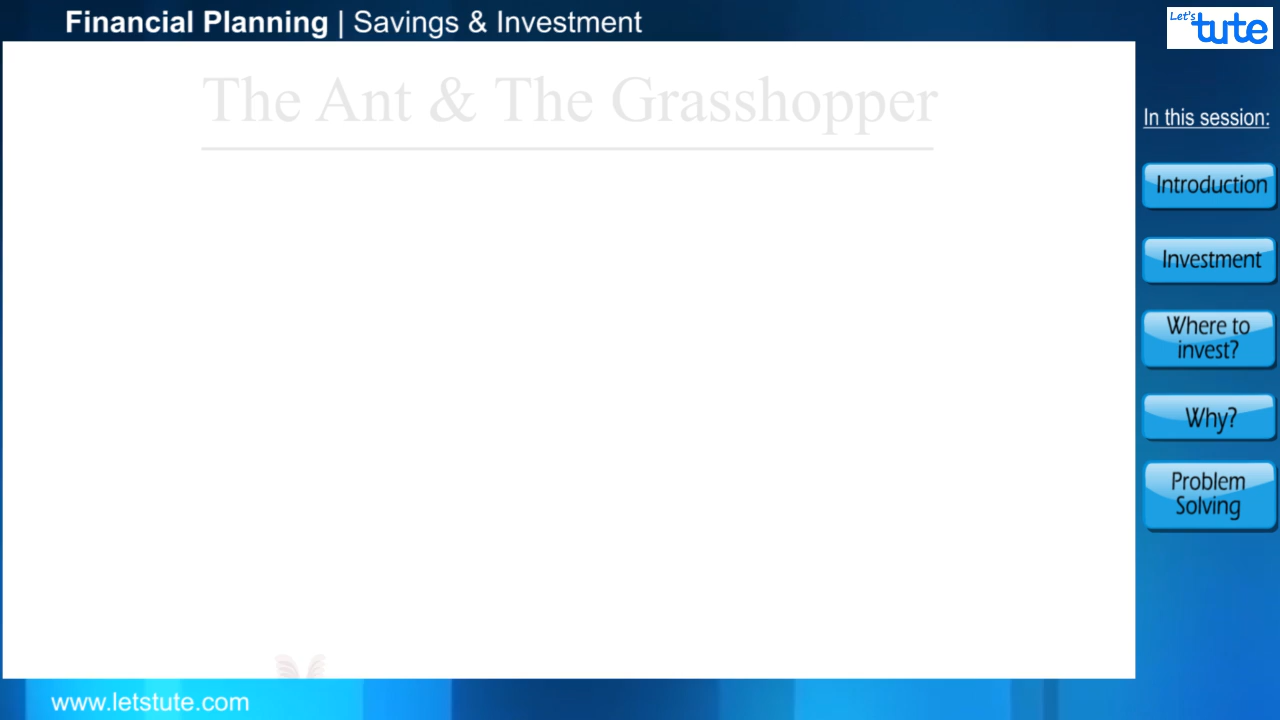 Financial Planning | Savings & Investment
Let's
tute
The Ant & The Grasshopper
In this session:
Introduction
Investment
Where to
invest?
Why?
Problem
Solving
www.letstute.com